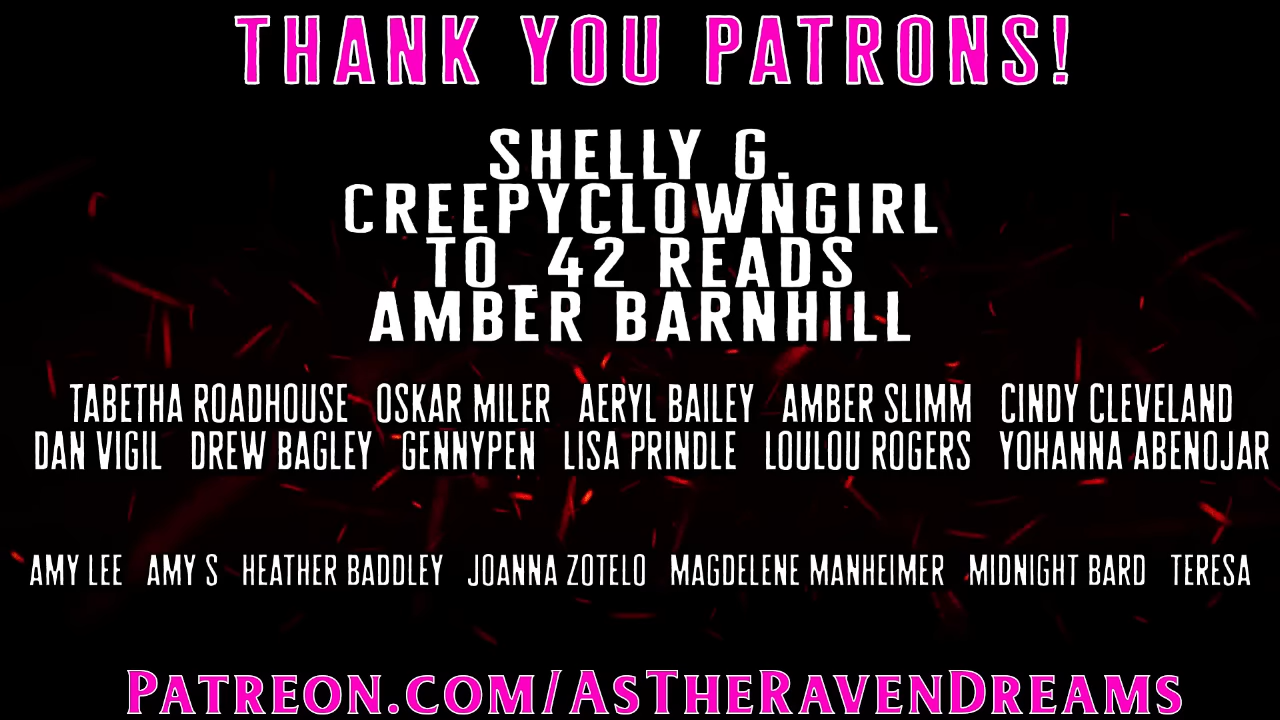 THANK YOU PATRONS!
SHELLY G.
CREEPYCLOWNGIRL
TO_42 READS
AMBER BARNHILL
TABETHA ROADHOUSE OSKAR MILER AERYL BAILEY AMBER SLIMM CINDY CLEVELAND
DAN VIGIL DREW BAGLEY GENNYPEN LISA PRINDLE LOULOU ROGERS YOHANNA ABENOJAR
AMY LEE AMY S HEATHER BADDLEY JOANNA ZOTELO MAGDELENE MANHEIMER MIDNIGHT BARD TERESA
PATREON.COM/ASTHERAVENDREAMS